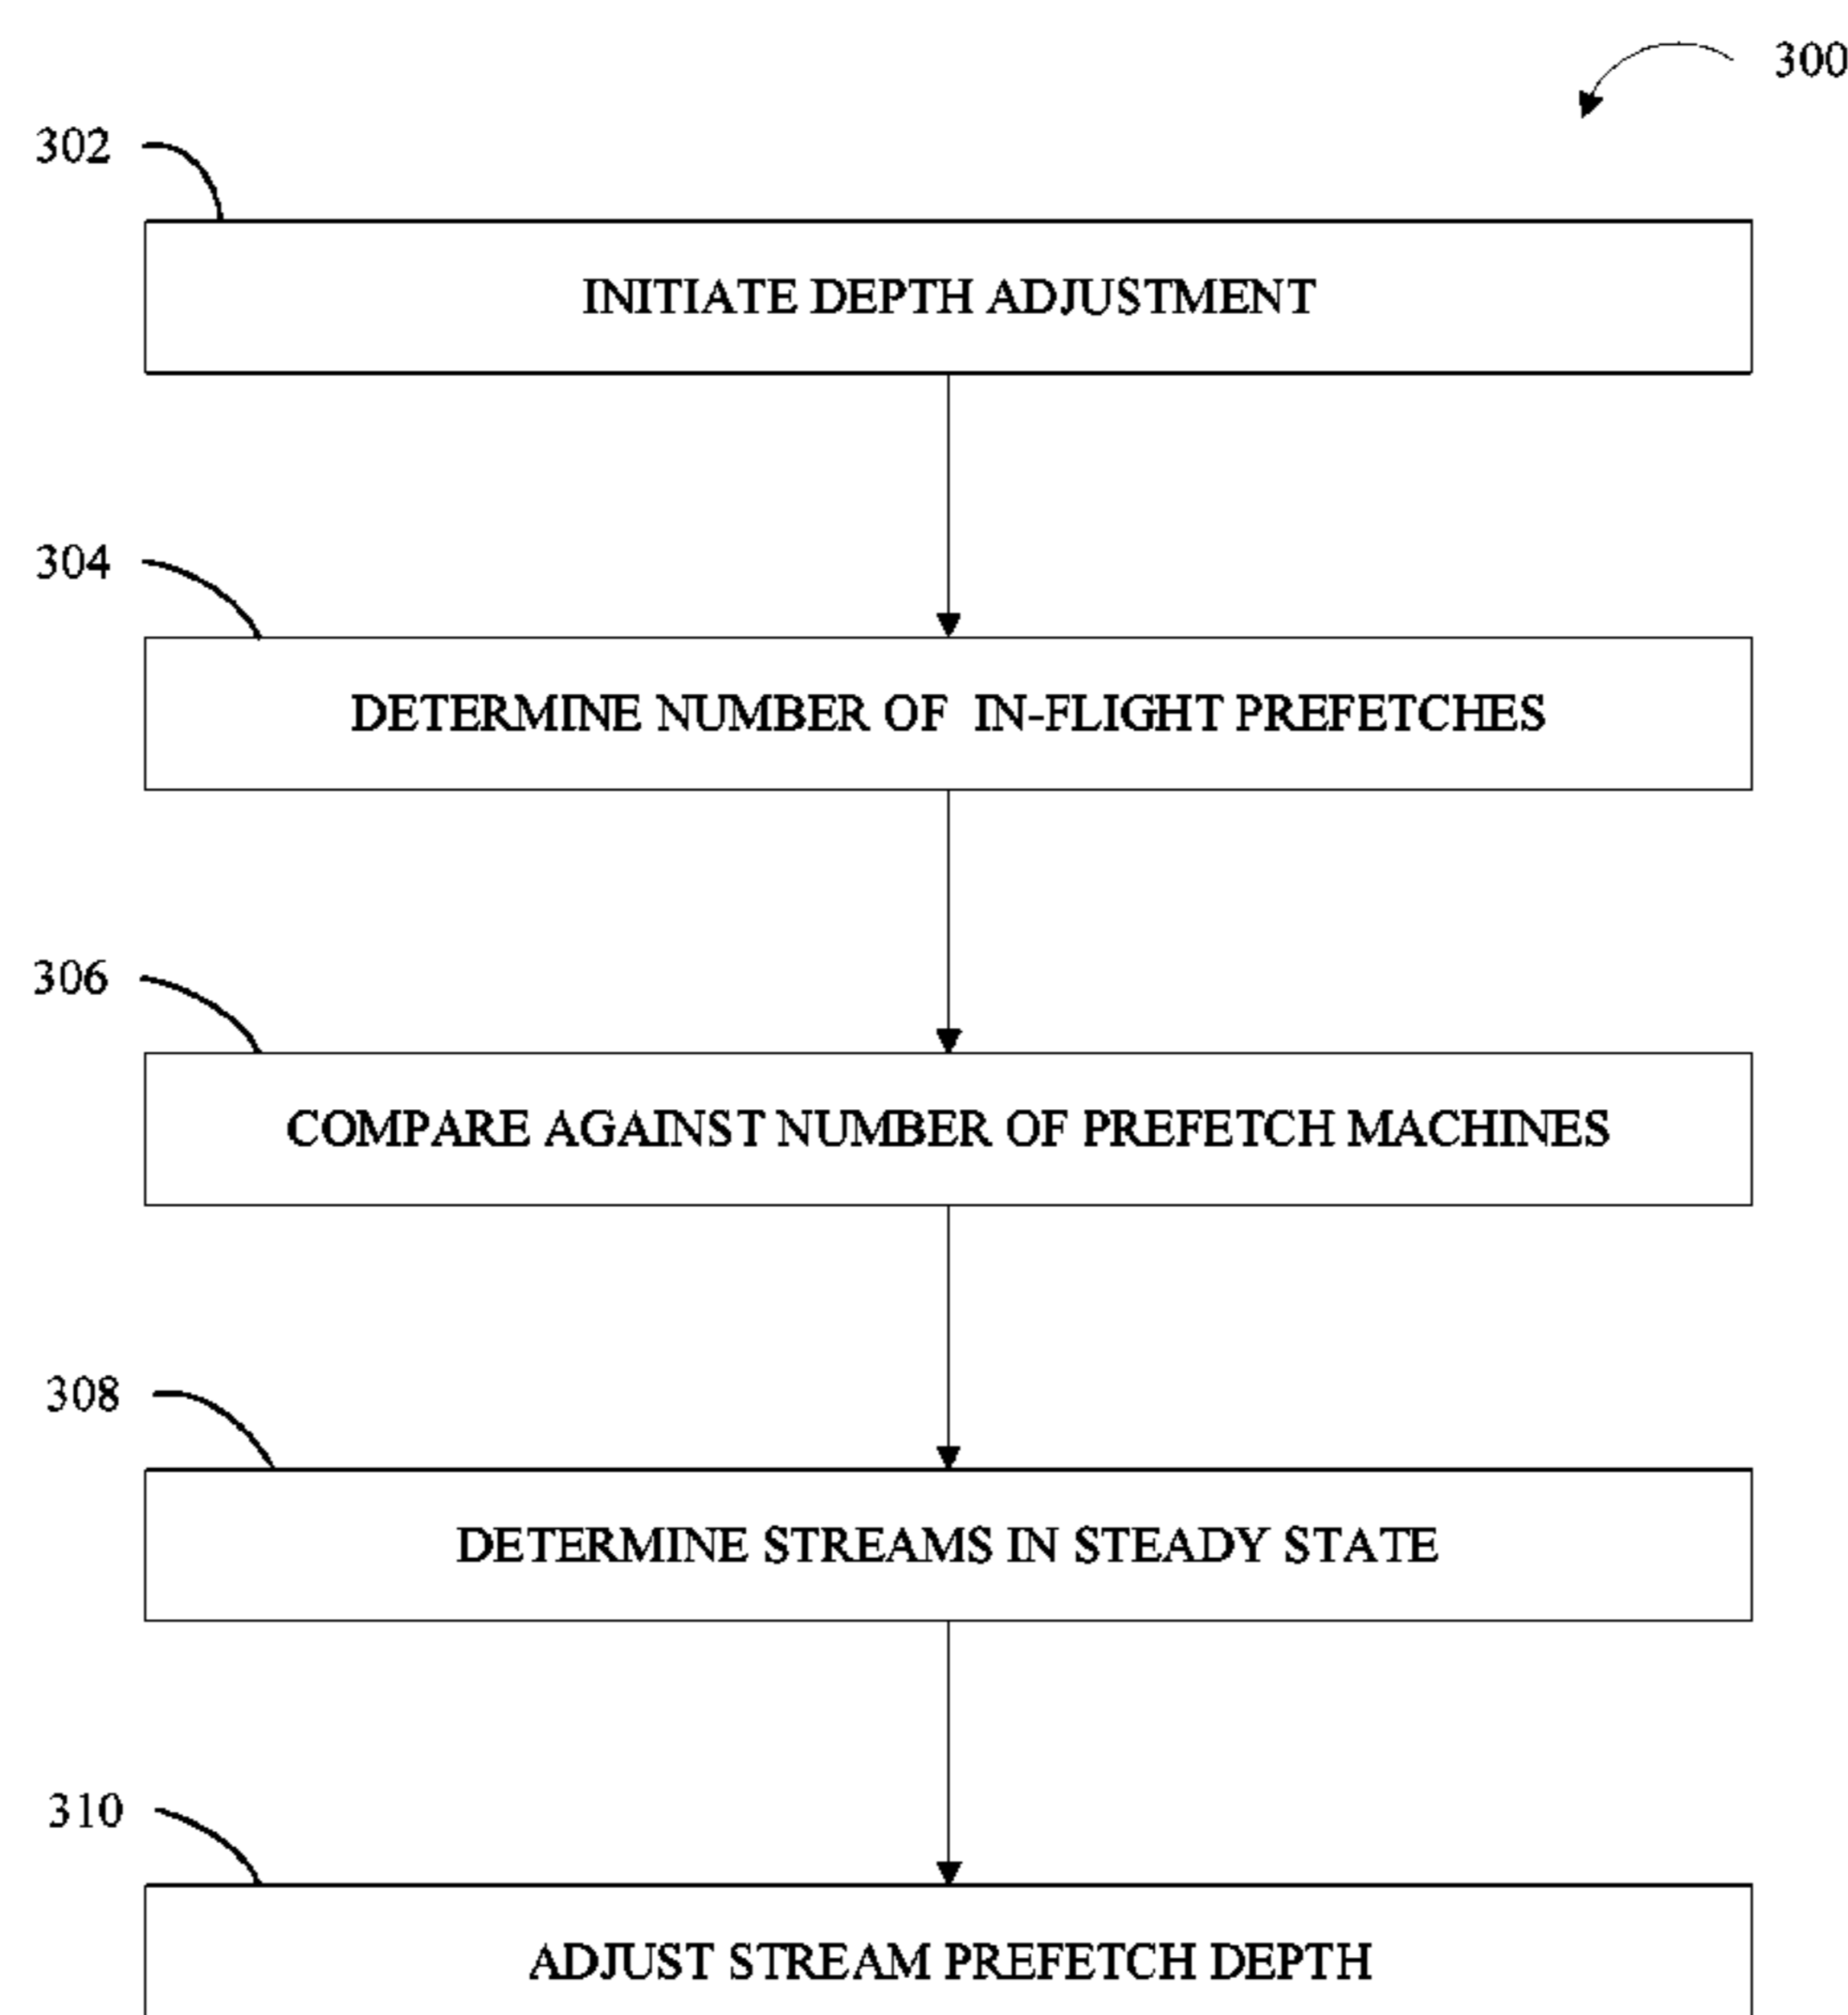 300
302
INITIATE DEPTH ADJUSTMENT
304
DETERMINE NUMBER OF IN-FLIGHT PREFETCHES
306
COMPARE AGAINST NUMBER OF PREFETCH MACHINES
308
DETERMINE STREAMS IN STEADY STATE
310
ADJUST STREAM PREFETCH DEPTH